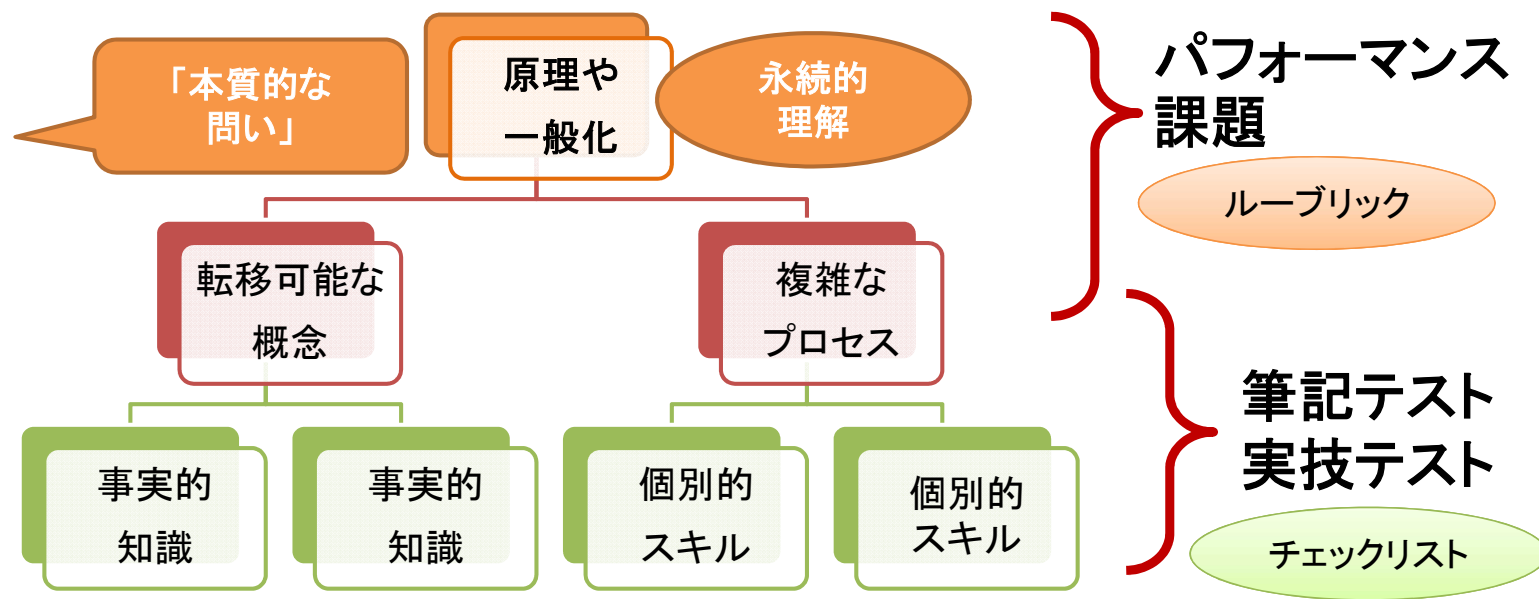 「本質的な
問い」
原理や
一般化
永続的
理解
パフォーマンス
課題
ルーブリック
転移可能な
概念
複雑な
プロセス
筆記テスト
実技テスト
チェックリスト
事実的
知識
事実的
知識
個別的
スキル
個別的
スキル